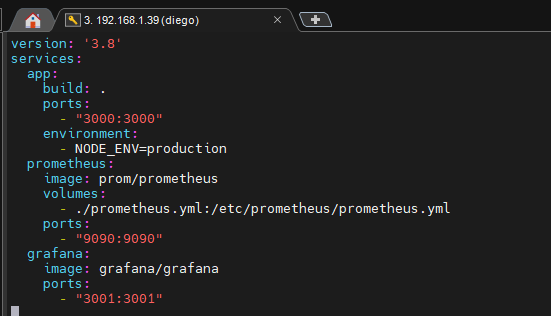 3. 192.168.1.39 (diego)
version: '3.8'
services:
  app:
    build: .
    ports:
      - "3000:3000"
    environment:
      - NODE_ENV=production
  prometheus:
    image: prom/prometheus
    volumes:
      - ./prometheus.yml:/etc/prometheus/prometheus.yml
    ports:
      - "9090:9090"
  grafana:
    image: grafana/grafana
    ports:
      - "3001:3001"